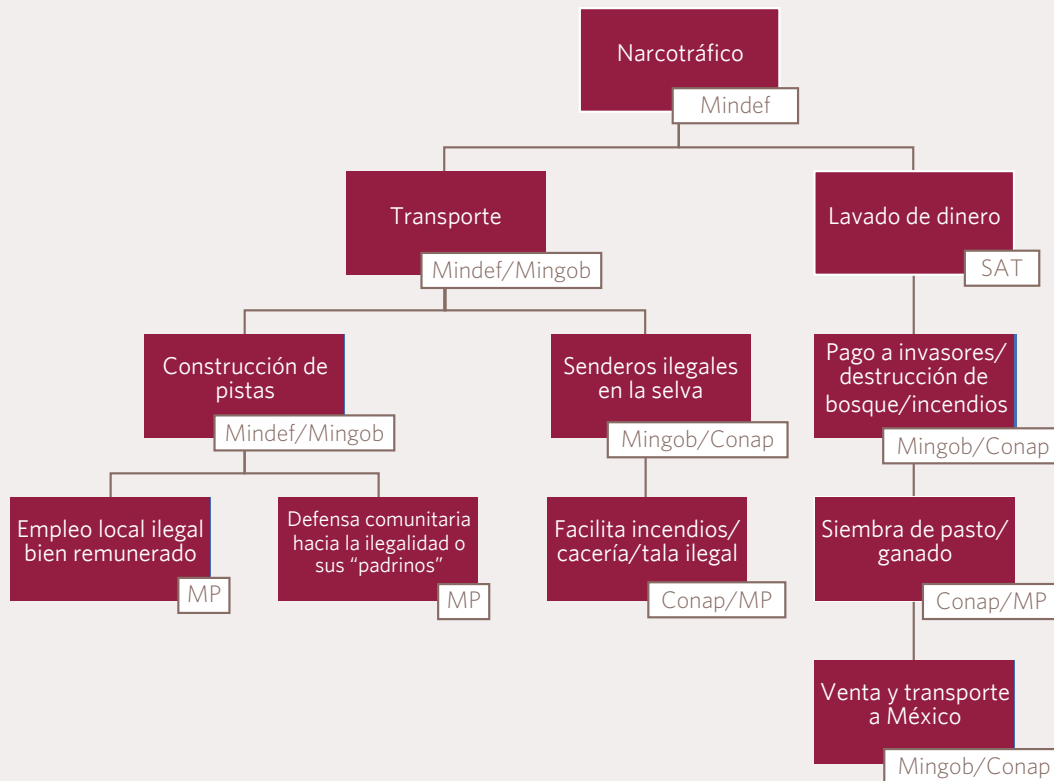 Narcotráfico
Mindef
Transporte
Mindef/Mingob
Lavado de dinero
SAT
Construcción de
pistas
Mindef/Mingob
Senderos ilegales
en la selva
Mingob/Conap
Pago a invasores/
destrucción de
bosque/incendios
Mingob/Conap
Empleo local ilegal
bien remunerado
MP
Defensa comunitaria
hacia la ilegalidad o
sus “padrinos”
MP
Facilita incendios/
cacería/tala ilegal
Conap/MP
Siembra de pasto/
ganado
Conap/MP
Venta y transporte
a México
Mingob/Conap